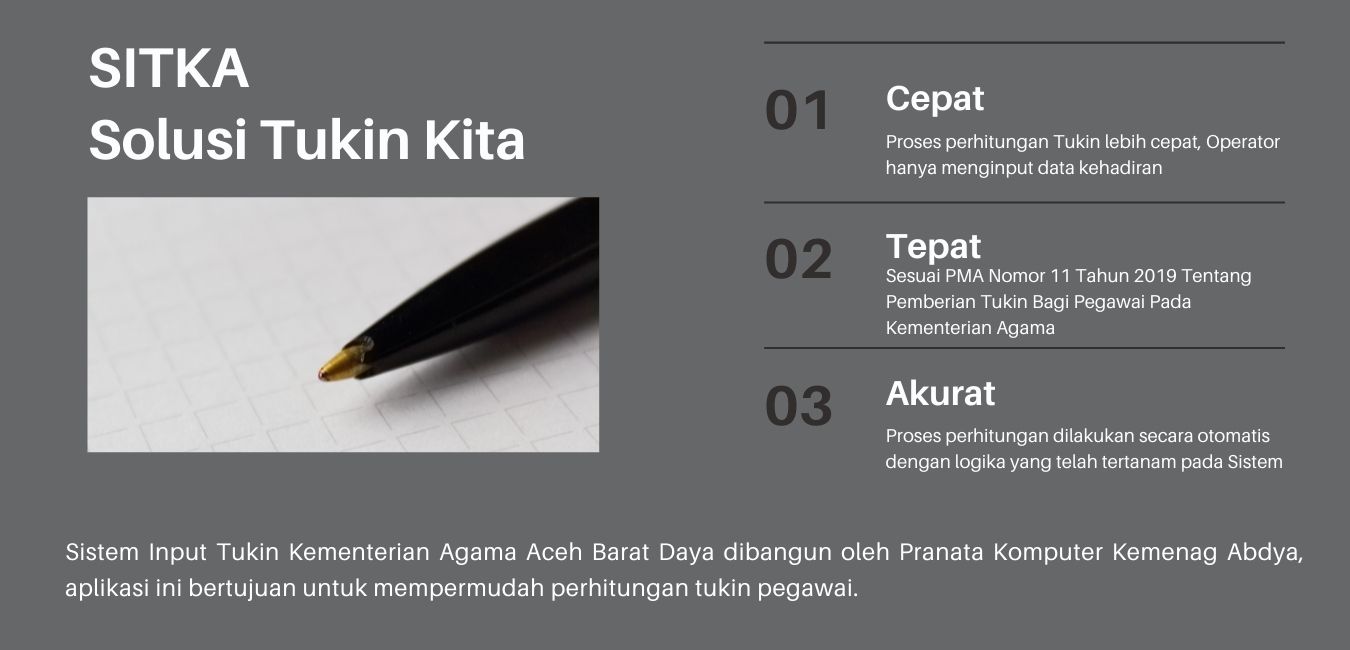 SITKA
Solusi Tukin Kita
01
Cepat
Proses perhitungan Tukin lebih cepat, Operator
hanya menginput data kehadiran
02
Tepat
Sesuai PMA Nomor 11 Tahun 2019 Tentang
Pemberian Tukin Bagi Pegawai Pada
Kementerian Agama
03
Akurat
Proses perhitungan dilakukan secara otomatis
dengan logika yang telah tertanam pada Sistem
Sistem Input Tukin Kementerian Agama Aceh Barat Daya dibangun oleh Pranata Komputer Kemenag Abdya,
aplikasi ini bertujuan untuk mempermudah perhitungan tukin pegawai.